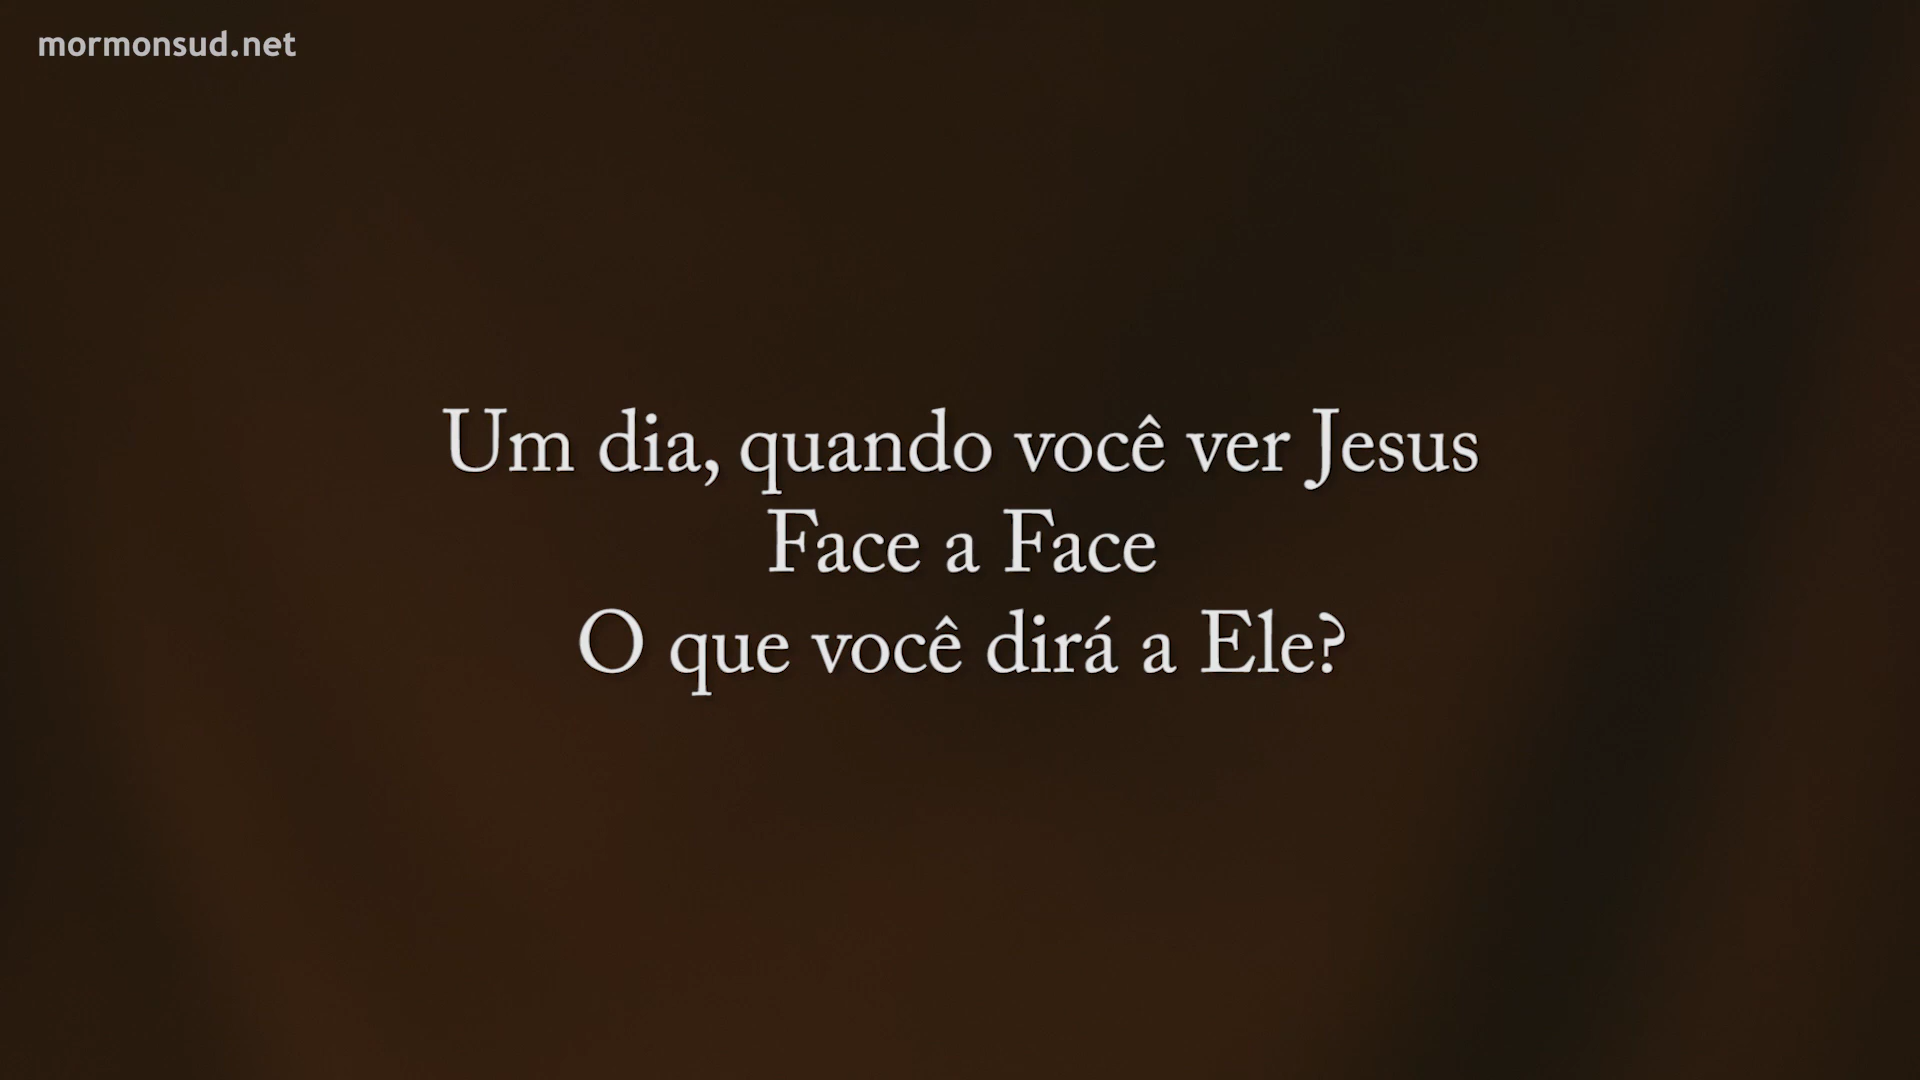 mormonsud.net
Um dia, quando você ver Jesus
Face a Face
O que você dirá a Ele?